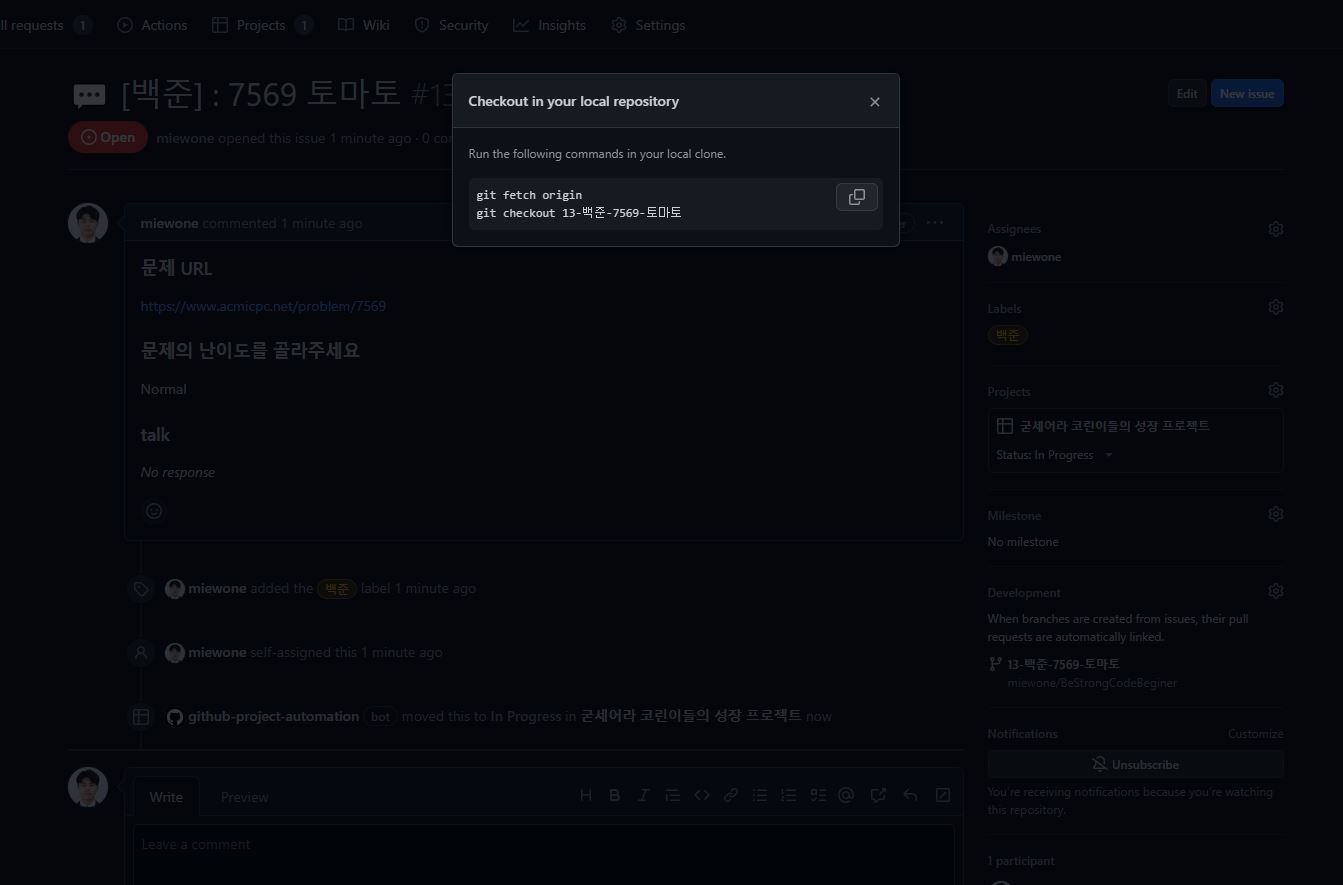 ll requests 1 Actions Projects 1 Wiki Security Insights Settings
[백준] : 7569 토마토 #13
Edit New issue
Open miewone opened this issue 1 minute ago · 0 con
Checkout in your local repository
Run the following commands in your local clone.
git fetch origin
git checkout 13-백준-7569-토마토
miewone commented 1 minute ago
문제 URL
https://www.acmicpc.net/problem/7569
문제의 난이도를 골라주세요
Normal
talk
No response
miewone added the 백준 label 1 minute ago
miewone self-assigned this 1 minute ago
github-project-automation bot moved this to In Progress in 굳세어라 코린이들의 성장 프로젝트 now
Write Preview
Leave a comment
Assignees
miewone
Labels
백준
Projects
굳세어라 코린이들의 성장 프로젝트
Status: In Progress
Milestone
No milestone
Development
When branches are created from issues, their pull
requests are automatically linked.
13-백준-7569-토마토
miewone/BeStrongCodeBeginer
Notifications Customize
Unsubscribe
You're receiving notifications because you're watching
this repository.
1 participant